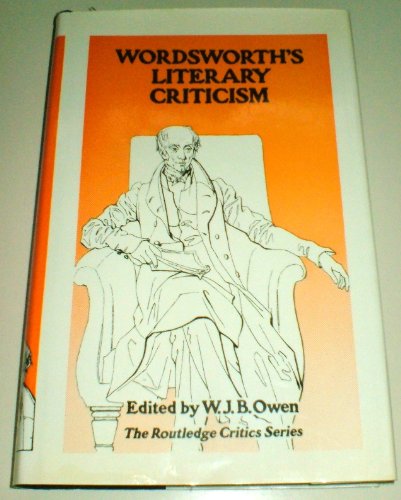 WORDSWORTH'S
LITERARY
CRITICISM
Edited by W.J.B.Owen
The Routledge Critics Series